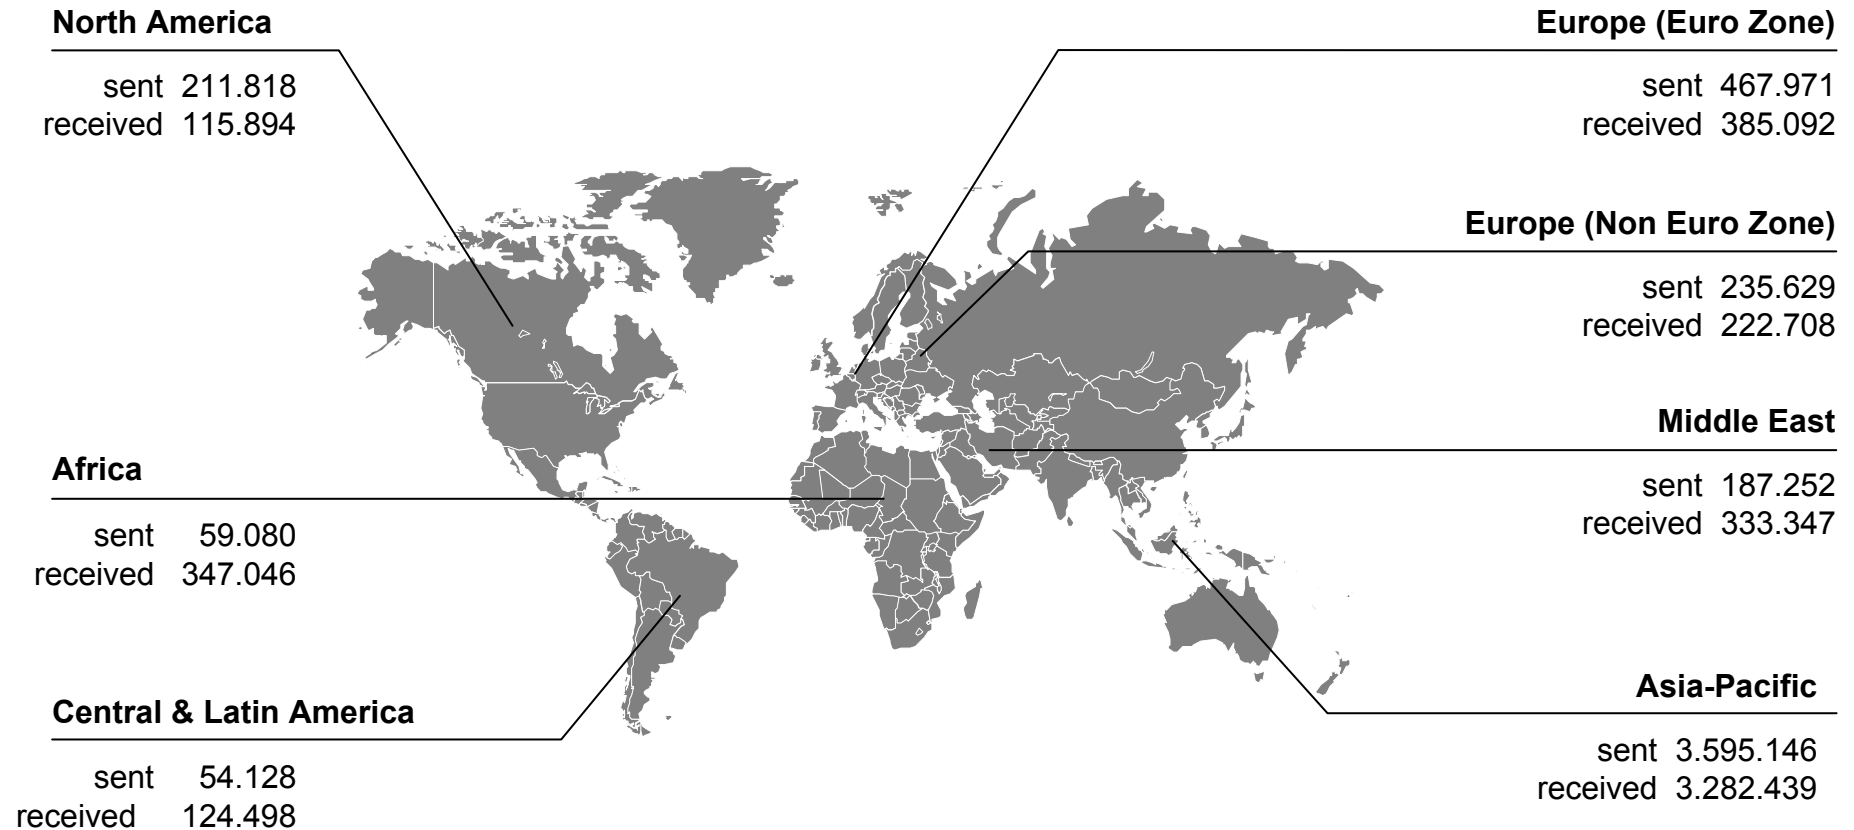 North America
sent 211.818
received 115.894
Europe (Euro Zone)
sent 467.971
received 385.092
Europe (Non Euro Zone)
sent 235.629
received 222.708
Middle East
sent 187.252
received 333.347
Africa
sent 59.080
received 347.046
Asia-Pacific
sent 3.595.146
received 3.282.439
Central & Latin America
sent 54.128
received 124.498